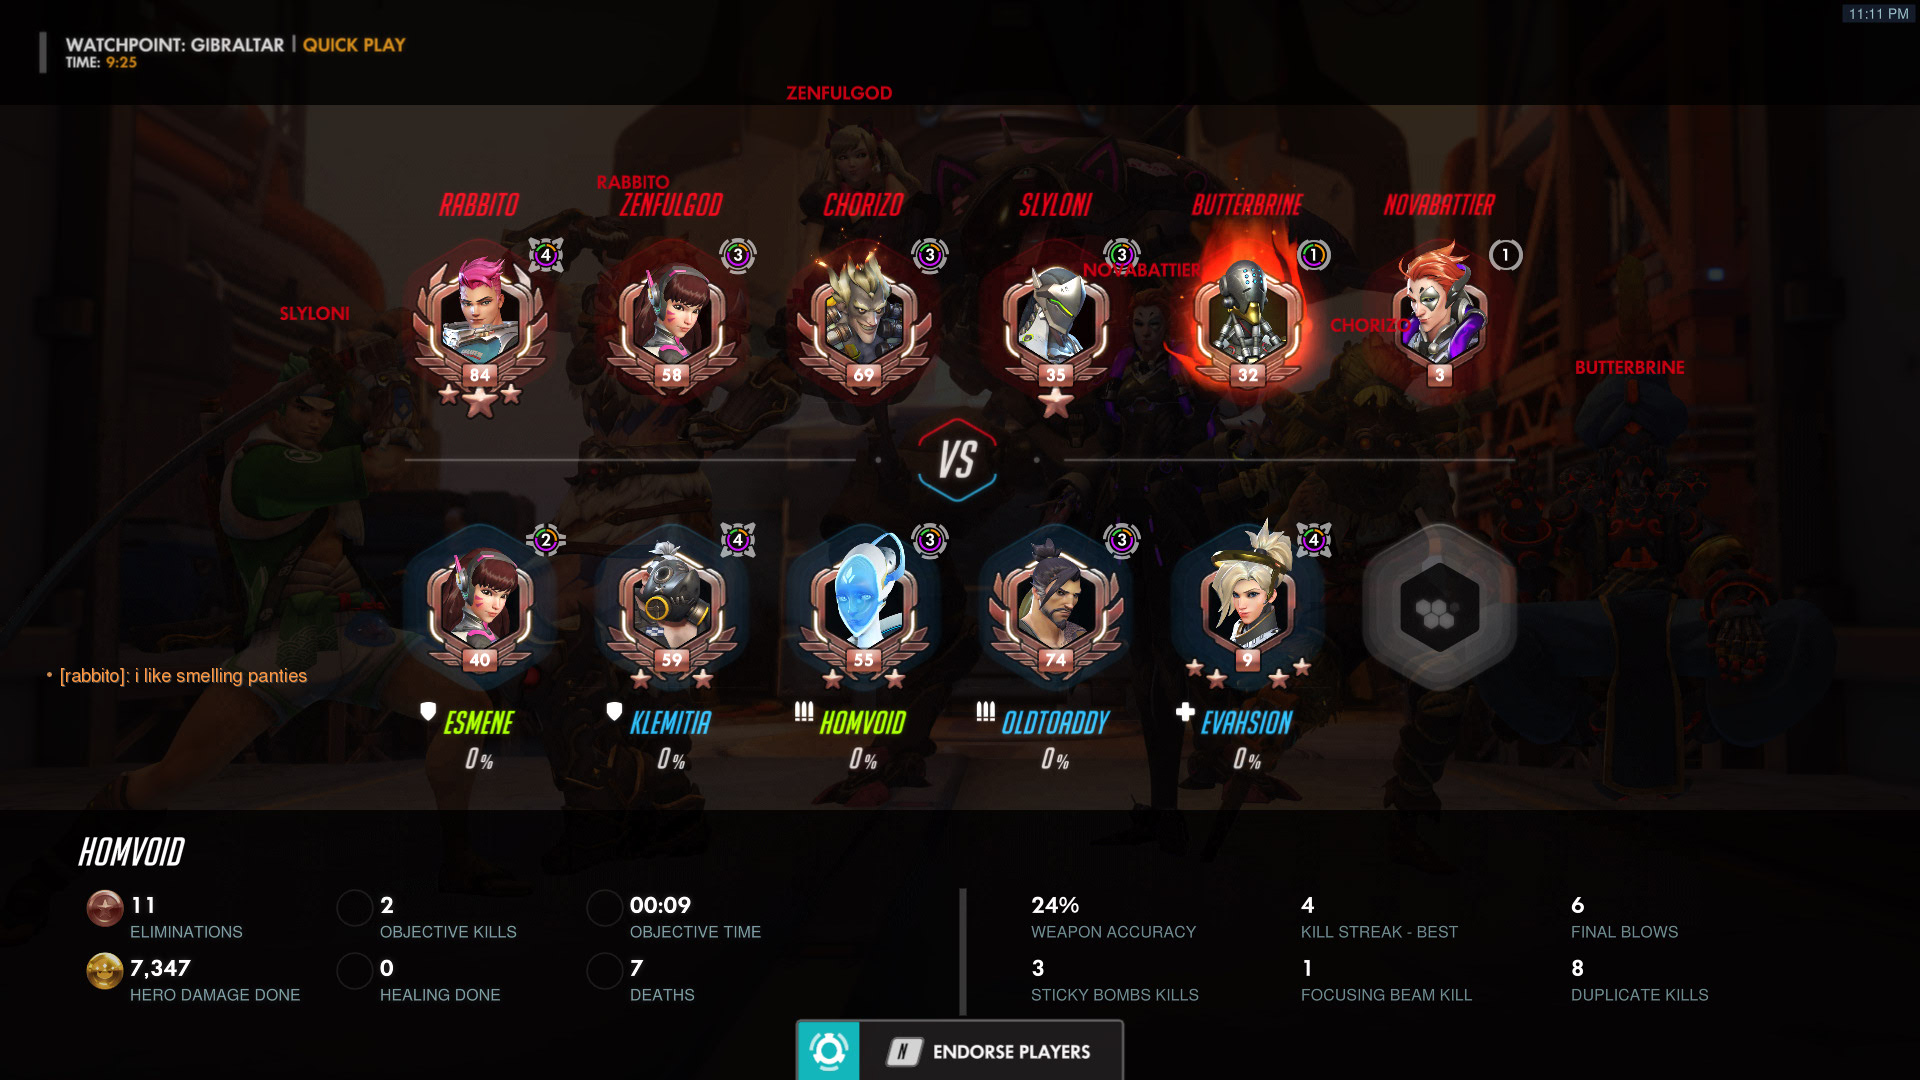 11:11 PM
WATCHPOINT: GIBRALTAR | QUICK PLAY
TIME: 9:25
ZENFULGOD
RABBITO
RABBITO ZENFULGOD CHORIZO SLYLONI BUTTERBRINE NOVABATTIER
4 3 3 3 1 1
NOVABATTIER
SLYLONI
CHORIZO
BUTTERBRINE
84 58 69 35 32 3
VS
2 4 3 3 4
40 59 55 74 9
• [rabbito]: i like smelling panties
ESMENE KLEMITIA HOMVOID OLDTOADDY EVAHSION
0% 0% 0% 0% 0%
HOMVOID
11 2 00:09 24% 4 6
ELIMINATIONS OBJECTIVE KILLS OBJECTIVE TIME WEAPON ACCURACY KILL STREAK - BEST FINAL BLOWS
7,347 0 7 3 1 8
HERO DAMAGE DONE HEALING DONE DEATHS STICKY BOMBS KILLS FOCUSING BEAM KILL DUPLICATE KILLS
N ENDORSE PLAYERS